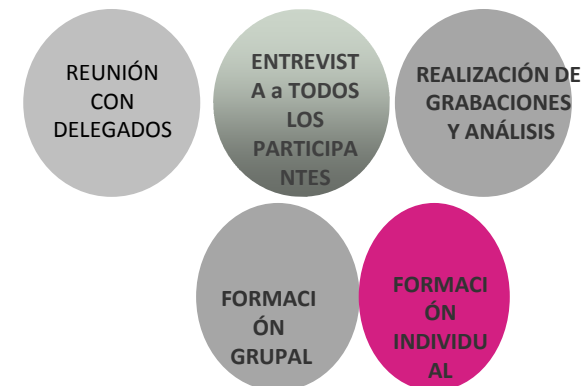 REUNIÓN
CON
DELEGADOS
ENTREVIST
A a TODOS
LOS
PARTICIPA
NTES
REALIZACIÓN DE
GRABACIONES
Y ANÁLISIS
FORMACI
ÓN
GRUPAL
FORMACI
ÓN
INDIVIDU
AL